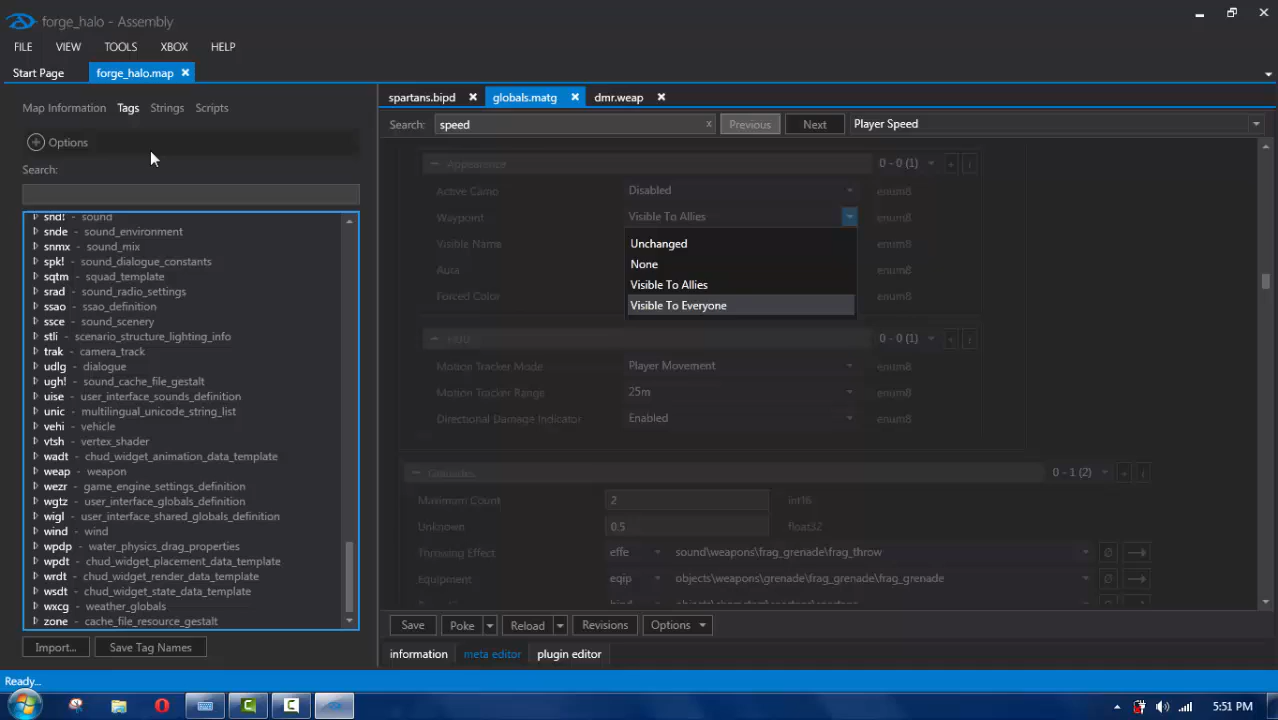 forge_halo - Assembly
FILE VIEW TOOLS XBOX HELP
Start Page forge_halo.map
Map Information Tags Strings Scripts
Options
Search:
snd! - sound
snde - sound_environment
snmx - sound_mix
spk! - sound_dialogue_constants
sqtm - squad_template
srad - sound_radio_settings
ssao - ssao_definition
ssce - sound_scenery
stli - scenario_structure_lighting_info
trak - camera_track
udlg - dialogue
ugh! - sound_cache_file_gestalt
uise - user_interface_sounds_definition
unic - multilingual_unicode_string_list
vehi - vehicle
vtsh - vertex_shader
wadt - chud_widget_animation_data_template
weap - weapon
wezr - game_engine_settings_definition
wgtz - user_interface_globals_definition
wigl - user_interface_shared_globals_definition
wind - wind
wpdp - water_physics_drag_properties
wpdt - chud_widget_placement_data_template
wrdt - chud_widget_render_data_template
wsdt - chud_widget_state_data_template
wxcg - weather_globals
zone - cache_file_resource_gestalt
Import... Save Tag Names
spartans.bipd globals.matg dmr.weap
Search: speed x Previous Next Player Speed
Appearance 0 - 0 (1) + i
Active Camo Disabled enum8
Waypoint Visible To Allies enum8
Visible Name enum8
Aura enum8
Forced Color enum8
Unchanged
None
Visible To Allies
Visible To Everyone
HUD 0 - 0 (1) + i
Motion Tracker Mode Player Movement enum8
Motion Tracker Range 25m enum8
Directional Damage Indicator Enabled enum8
Grenades 0 - 1 (2) + i
Maximum Count 2 int16
Unknown 0.5 float32
Throwing Effect effe sound\weapons\frag_grenade\frag_throw
Equipment eqip objects\weapons\grenade\frag_grenade\frag_grenade
Save Poke Reload Revisions Options
information meta editor plugin editor
Ready...
5:51 PM